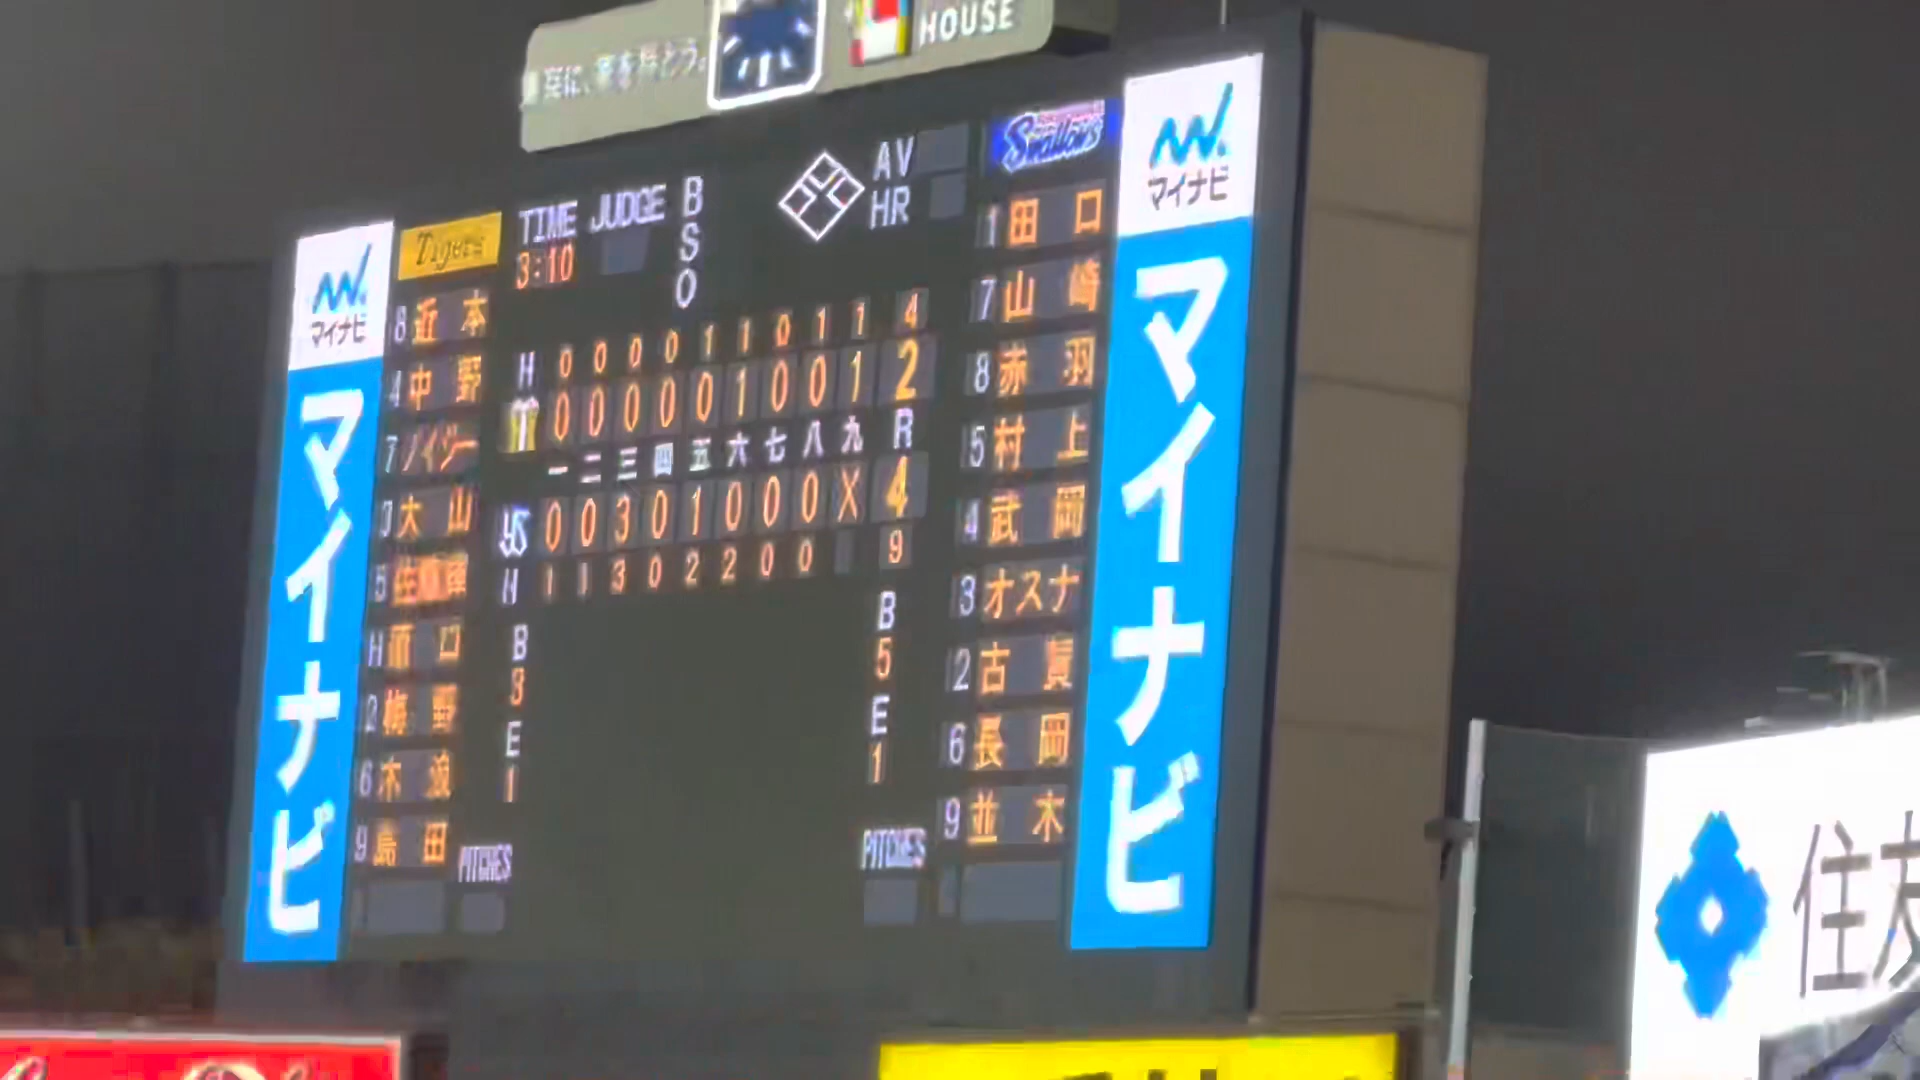 HOUSE
Tigers
TIME
3:10
JUDGE
B
S
O
AV
HR
Swallows
マイナビ
マイナビ
マイナビ
マイナビ
8 近本
4 中野
7 ノイジー
3 大山
5 佐藤輝
H 原口
2 梅野
6 木浪
9 島田
PITCHES
H 0 0 0 0 1 1 0 1 1 4
T 0 0 0 0 0 1 0 0 1 2
一 二 三 四 五 六 七 八 九 R
YS 0 0 3 0 1 0 0 0 X 4
H 1 1 3 0 2 2 0 0 9
B
3
E
1
B
5
E
1
PITCHES
1 田口
7 山崎
8 赤羽
5 村上
4 武岡
3 オスナ
2 古賀
6 長岡
9 並木
住友